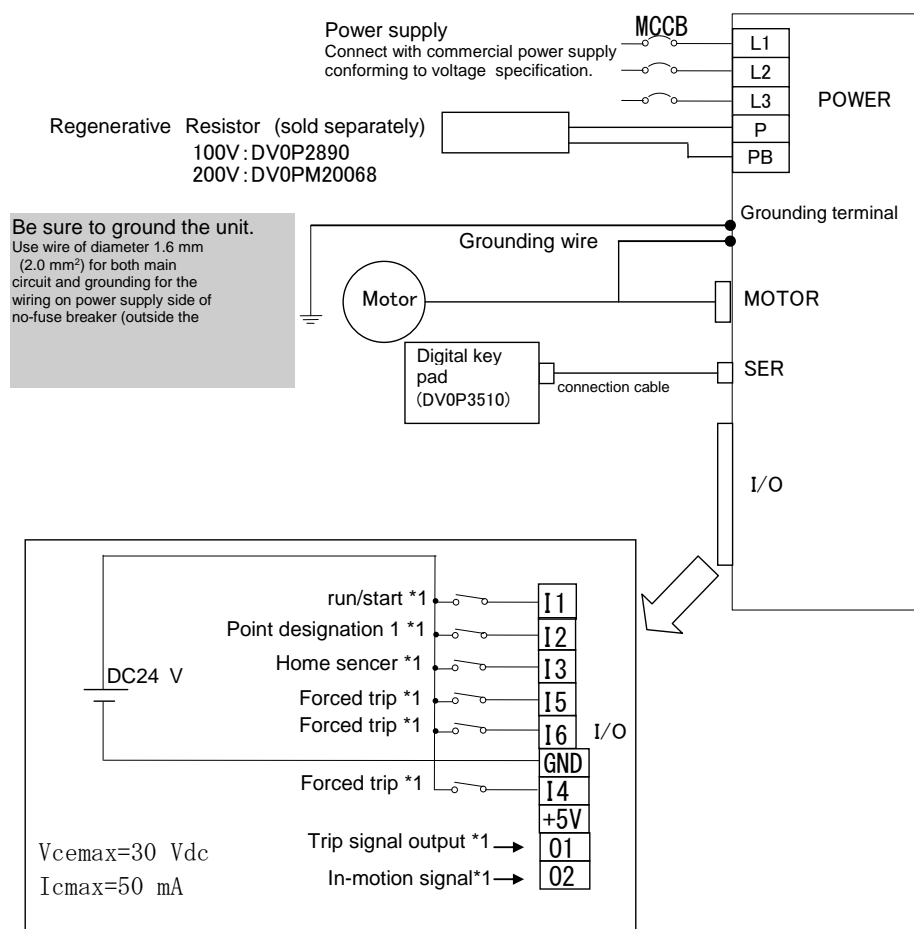 Power supply
Connect with commercial power supply
conforming to voltage specification.
MCCB
L1
L2
L3
P
PB
POWER
Regenerative Resistor (sold separately)
100V:DV0P2890
200V:DV0PM20068
Be sure to ground the unit.
Use wire of diameter 1.6 mm
(2.0 mm²) for both main
circuit and grounding for the
wiring on power supply side of
no-fuse breaker (outside the
Grounding terminal
Grounding wire
Motor
MOTOR
Digital key
pad
(DV0P3510)
connection cable
SER
I/O
DC24 V
run/start *1
I1
Point designation 1 *1
I2
Home sencer *1
I3
Forced trip *1
I5
Forced trip *1
I6
I/O
GND
Forced trip *1
I4
+5V
Trip signal output *1
O1
In-motion signal*1
O2
Vcemax=30 Vdc
Icmax=50 mA